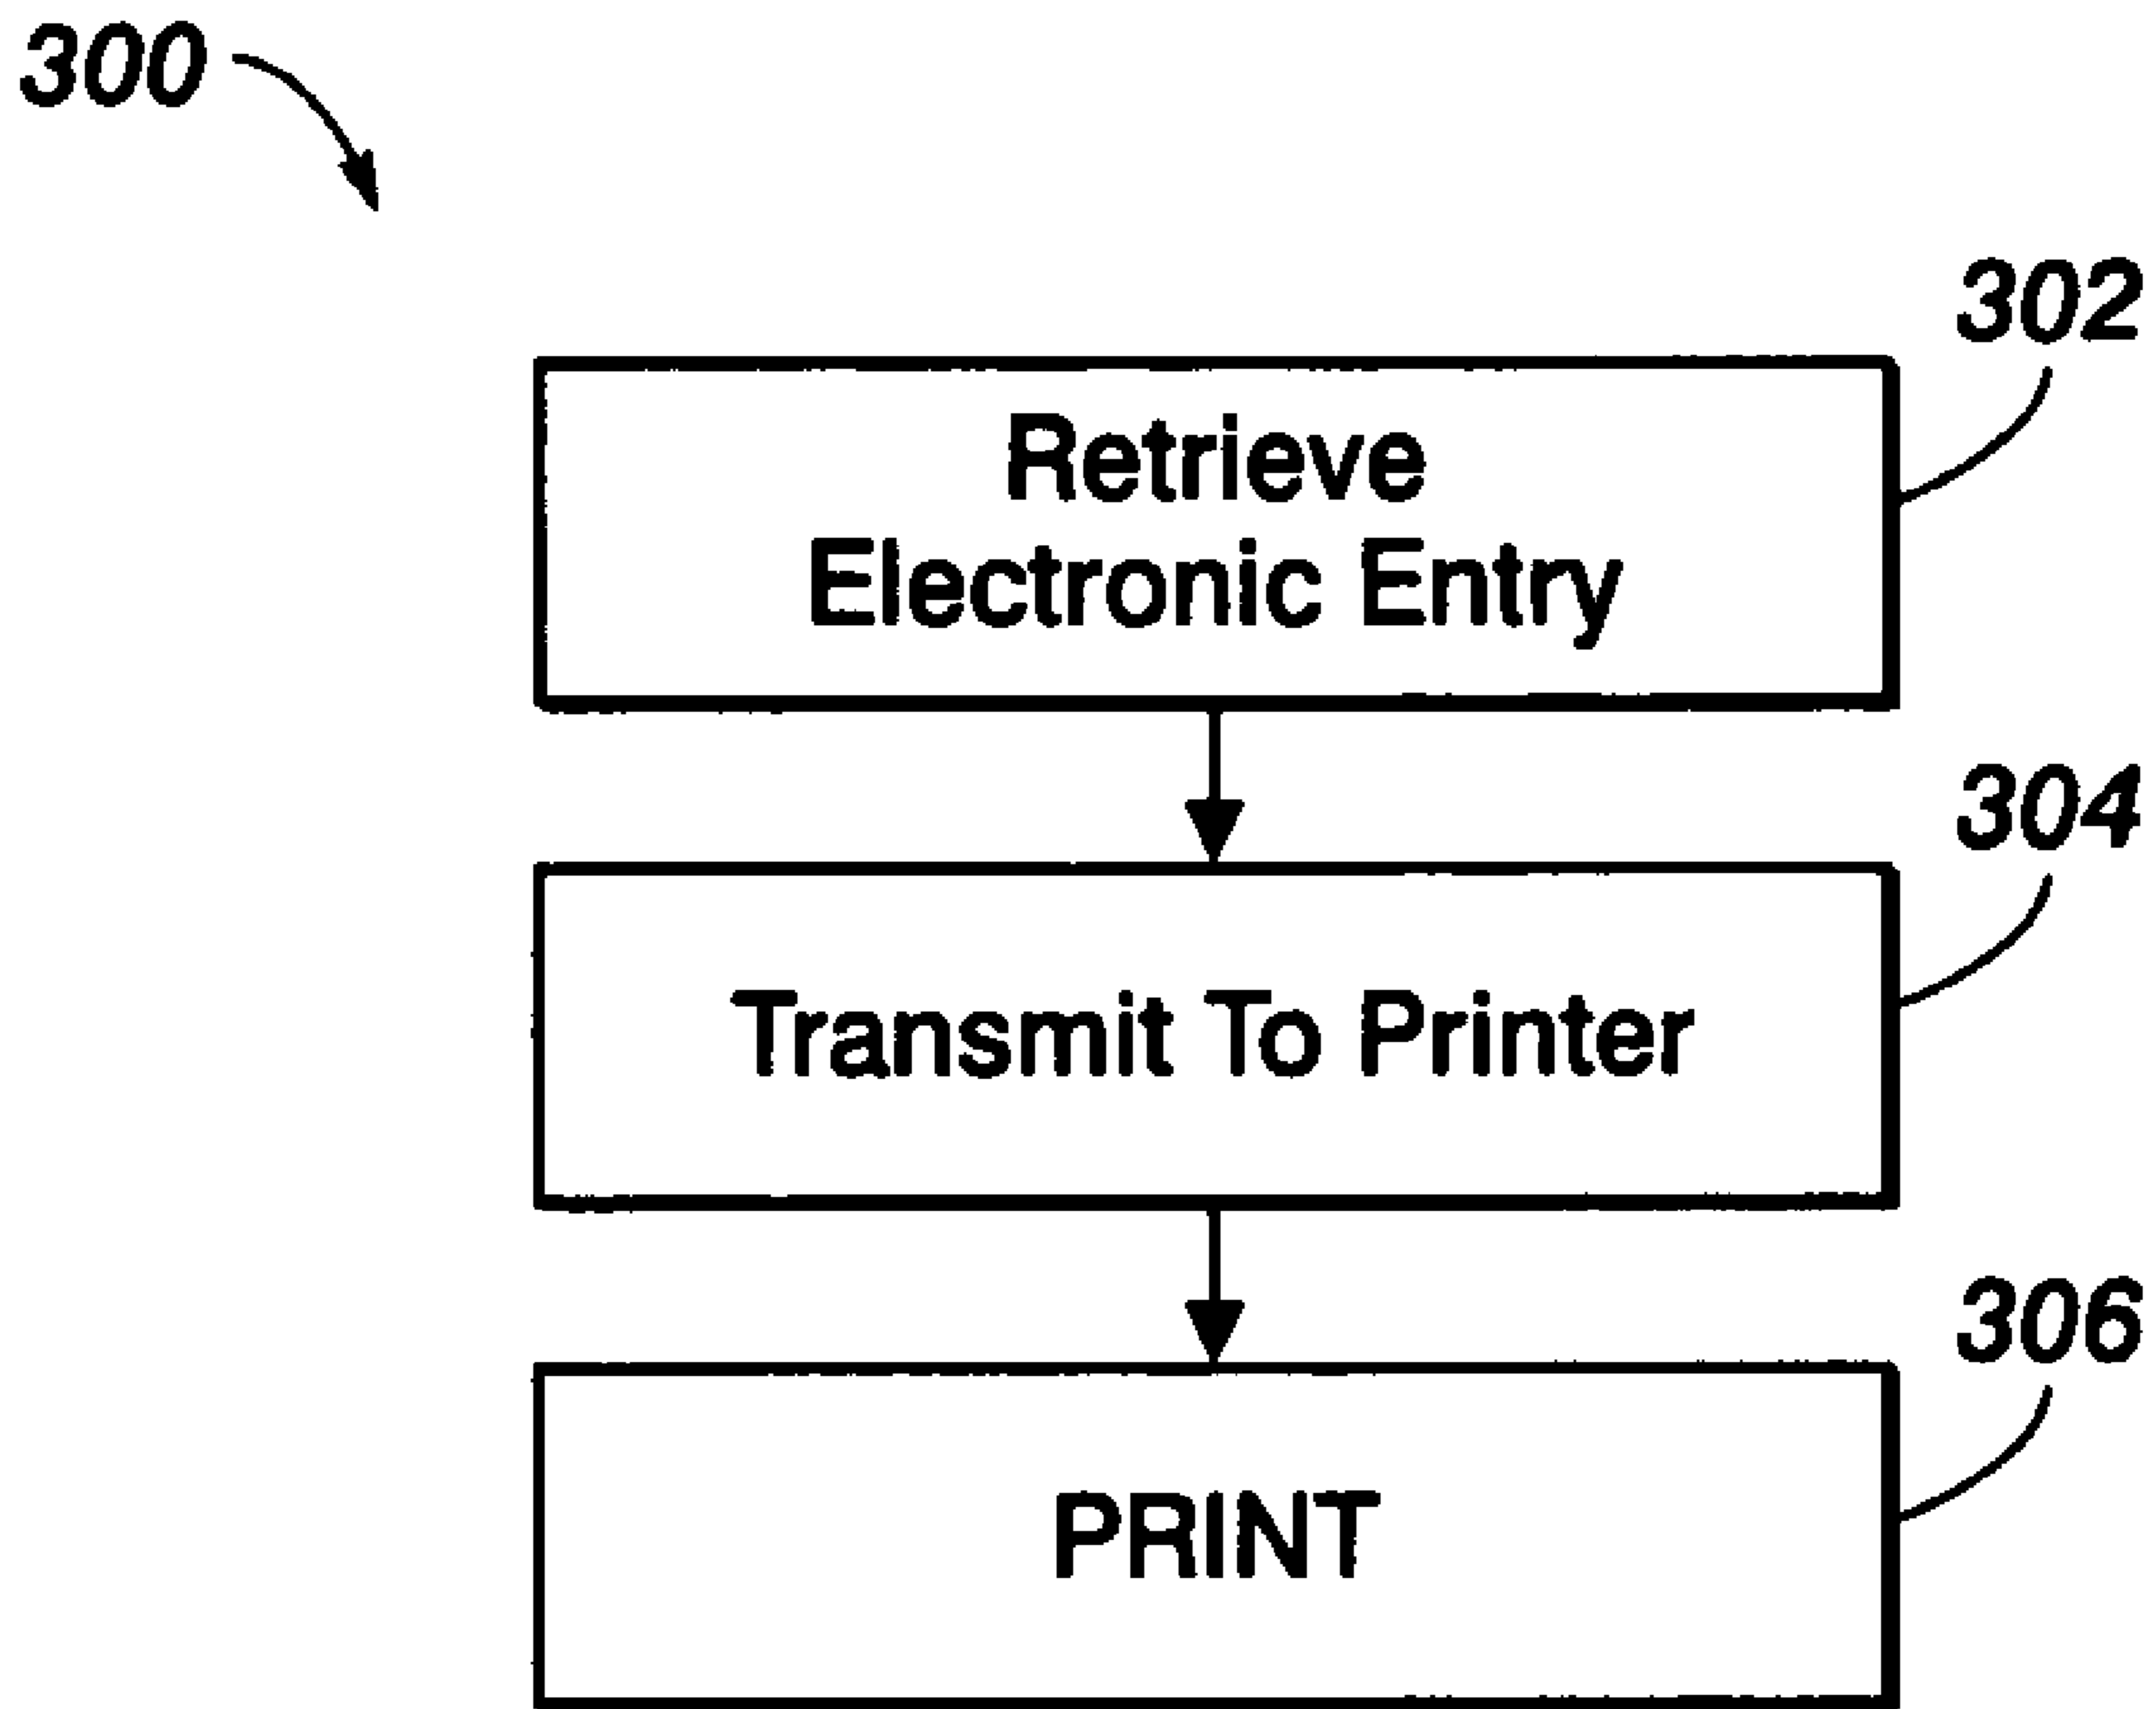 300
302
Retrieve
Electronic Entry
304
Transmit To Printer
306
PRINT